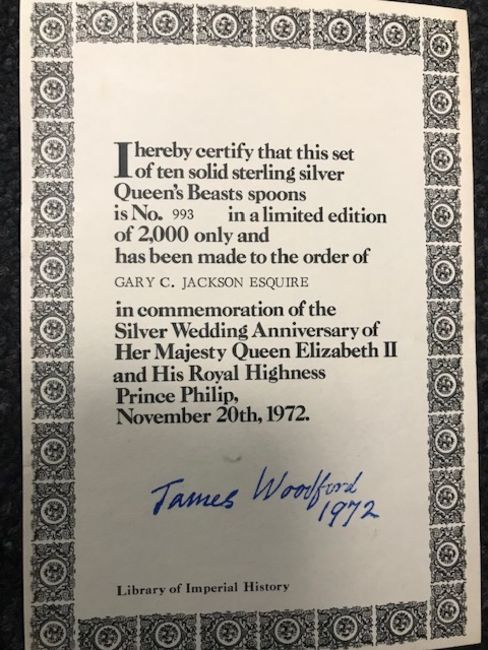 I hereby certify that this set
of ten solid sterling silver
Queen's Beasts spoons
is No. 993 in a limited edition
of 2,000 only and
has been made to the order of
GARY C. JACKSON ESQUIRE
in commemoration of the
Silver Wedding Anniversary of
Her Majesty Queen Elizabeth II
and His Royal Highness
Prince Philip,
November 20th, 1972.
James Woodford
1972
Library of Imperial History